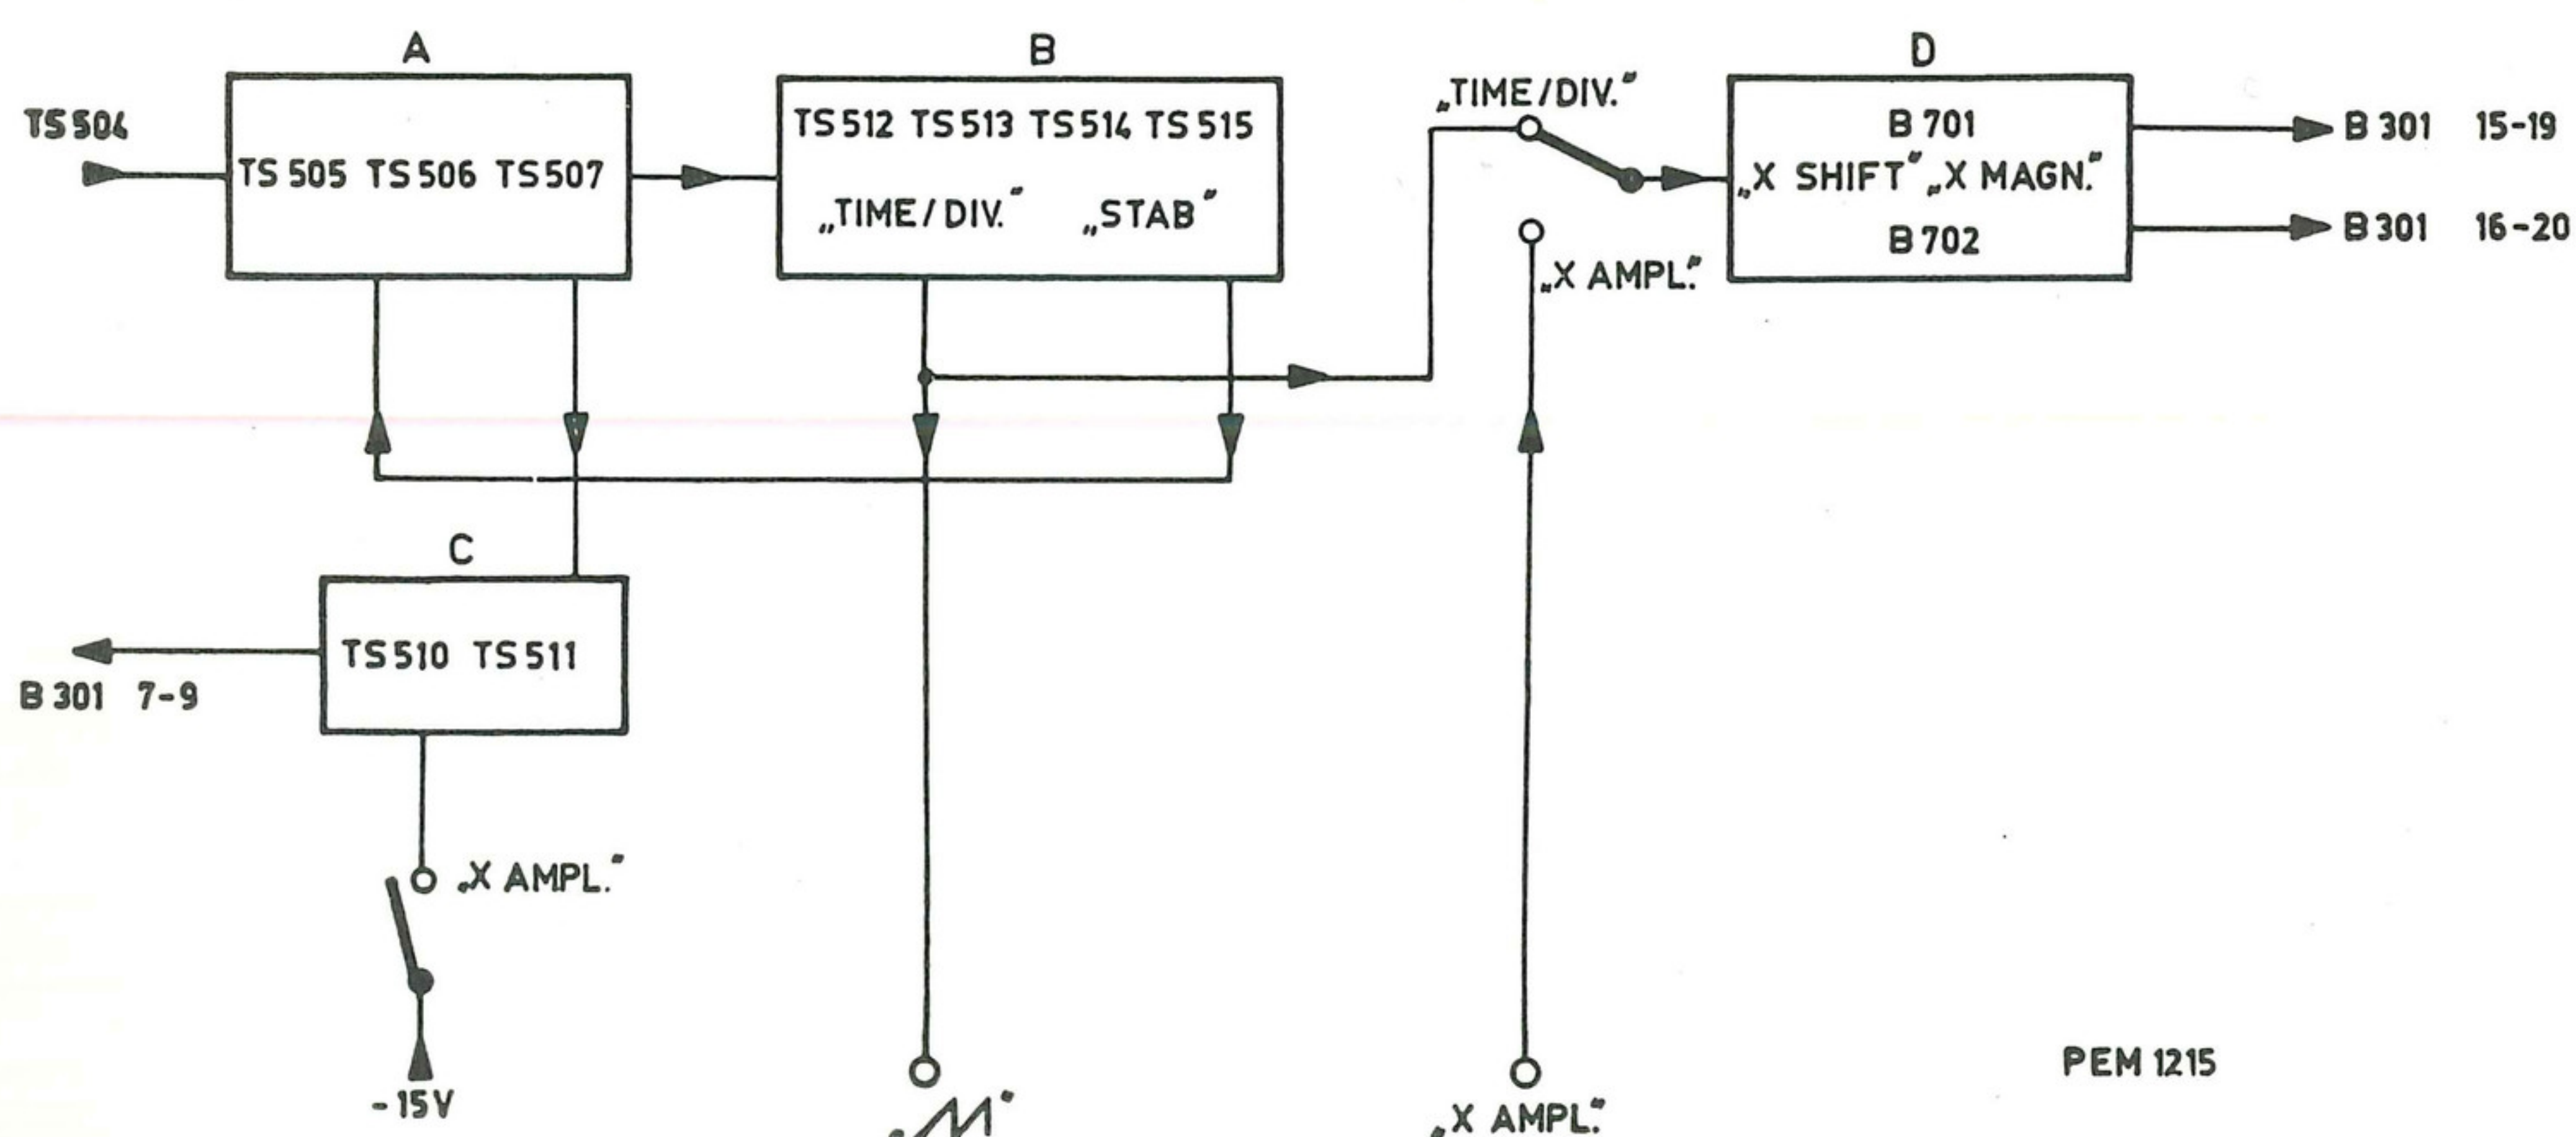 A
B
D
TS 504
TS 505 TS 506 TS 507
TS 512 TS 513 TS 514 TS 515
„TIME/DIV.” „STAB”
„TIME/DIV.”
„X AMPL.”
B 701
„X SHIFT” „X MAGN.”
B 702
B 301 15-19
B 301 16-20
C
TS 510 TS 511
B 301 7-9
„X AMPL.”
-15V
„X AMPL.”
PEM 1215